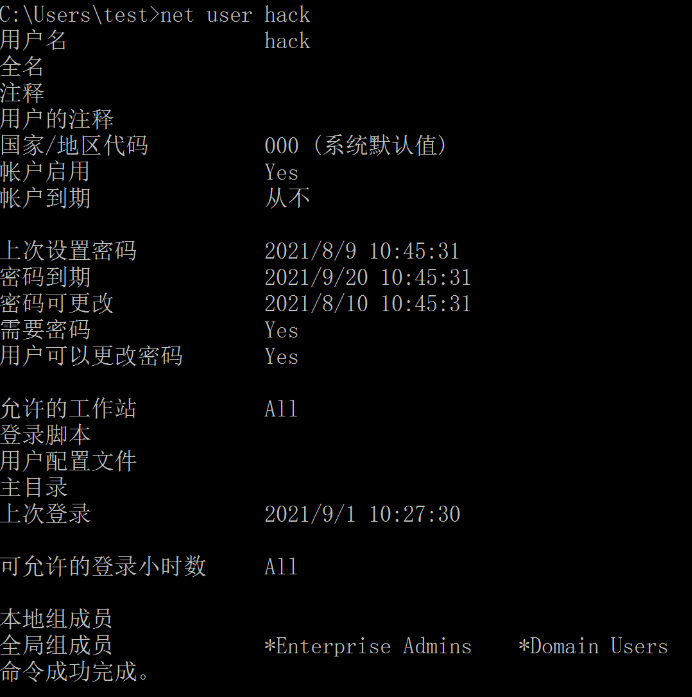 C:\Users\test>net user hack
用户名 hack
全名
注释
用户的注释
国家/地区代码 000 (系统默认值)
帐户启用 Yes
帐户到期 从不
上次设置密码 2021/8/9 10:45:31
密码到期 2021/9/20 10:45:31
密码可更改 2021/8/10 10:45:31
需要密码 Yes
用户可以更改密码 Yes
允许的工作站 All
登录脚本
用户配置文件
主目录
上次登录 2021/9/1 10:27:30
可允许的登录小时数 All
本地组成员
全局组成员 *Enterprise Admins *Domain Users
命令成功完成。